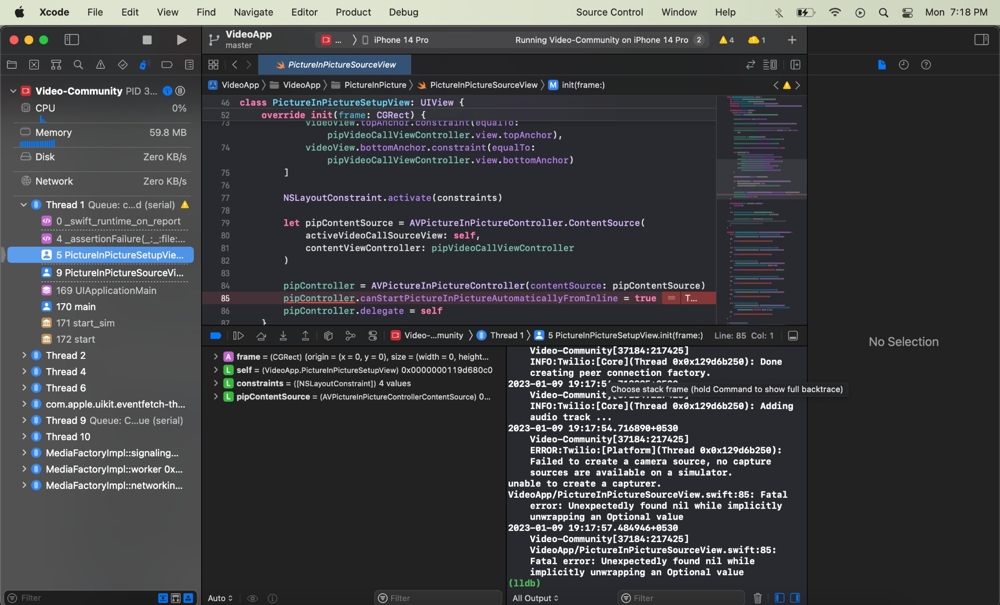 Xcode File Edit View Find Navigate Editor Product Debug Source Control Window Help Mon 7:18 PM
VideoApp
master
... iPhone 14 Pro Running Video-Community on iPhone 14 Pro 2 4 1
PictureInPictureSourceView
VideoApp VideoApp PictureInPicture PictureInPictureSourceView M init(frame:)
Video-Community PID 3...
CPU 0%
Memory 59.8 MB
Disk Zero KB/s
Network Zero KB/s
Thread 1 Queue: c...d (serial)
0 _swift_runtime_on_report
4 _assertionFailure(_:_:file:...
5 PictureInPictureSetupVie...
9 PictureInPictureSourceVi...
169 UIApplicationMain
170 main
171 start_sim
172 start
Thread 2
Thread 4
Thread 6
com.apple.uikit.eventfetch-th...
Thread 9 Queue: C...ue (serial)
Thread 10
MediaFactoryImpl::signaling...
MediaFactoryImpl::worker 0x...
MediaFactoryImpl::networkin...
Filter
46 class PictureInPictureSetupView: UIView {
52 override init(frame: CGRect) {
73 videoView.topAnchor.constraint(equalTo:
pipVideoCallViewController.view.topAnchor),
74 videoView.bottomAnchor.constraint(equalTo:
pipVideoCallViewController.view.bottomAnchor)
75 ]
76
77 NSLayoutConstraint.activate(constraints)
78
79 let pipContentSource = AVPictureInPictureController.ContentSource(
80 activeVideoCallSourceView: self,
81 contentViewController: pipVideoCallViewController
82 )
83
84 pipController = AVPictureInPictureController(contentSource: pipContentSource)
85 pipController.canStartPictureInPictureAutomaticallyFromInline = true T...
86 pipController.delegate = self
87 }
Video-...munity Thread 1 5 PictureInPictureSetupView.init(frame:) Line: 85 Col: 1
A frame = (CGRect) (origin = (x = 0, y = 0), size = (width = 0, height...
L self = (VideoApp.PictureInPictureSetupView) 0x0000000119d680c0
L constraints = ([NSLayoutConstraint]) 4 values
L pipContentSource = (AVPictureInPictureControllerContentSource) 0...
Auto Filter
Video-Community[37184:217425]
INFO:Twilio:[Core](Thread 0x0x129d6b250): Done
creating peer connection factory.
2023-01-09 19:17:54
Choose stack frame (hold Command to show full backtrace)
Video-Community[37184:217425]
INFO:Twilio:[Core](Thread 0x0x129d6b250): Adding
audio track ...
2023-01-09 19:17:54.716890+0530
Video-Community[37184:217425]
ERROR:Twilio:[Platform](Thread 0x0x129d6b250):
Failed to create a camera source, no capture
sources are available on a simulator.
unable to create a capturer.
VideoApp/PictureInPictureSourceView.swift:85: Fatal
error: Unexpectedly found nil while implicitly
unwrapping an Optional value
2023-01-09 19:17:57.484946+0530
Video-Community[37184:217425]
VideoApp/PictureInPictureSourceView.swift:85:
Fatal error: Unexpectedly found nil while
implicitly unwrapping an Optional value
(lldb)
All Output Filter
No Selection